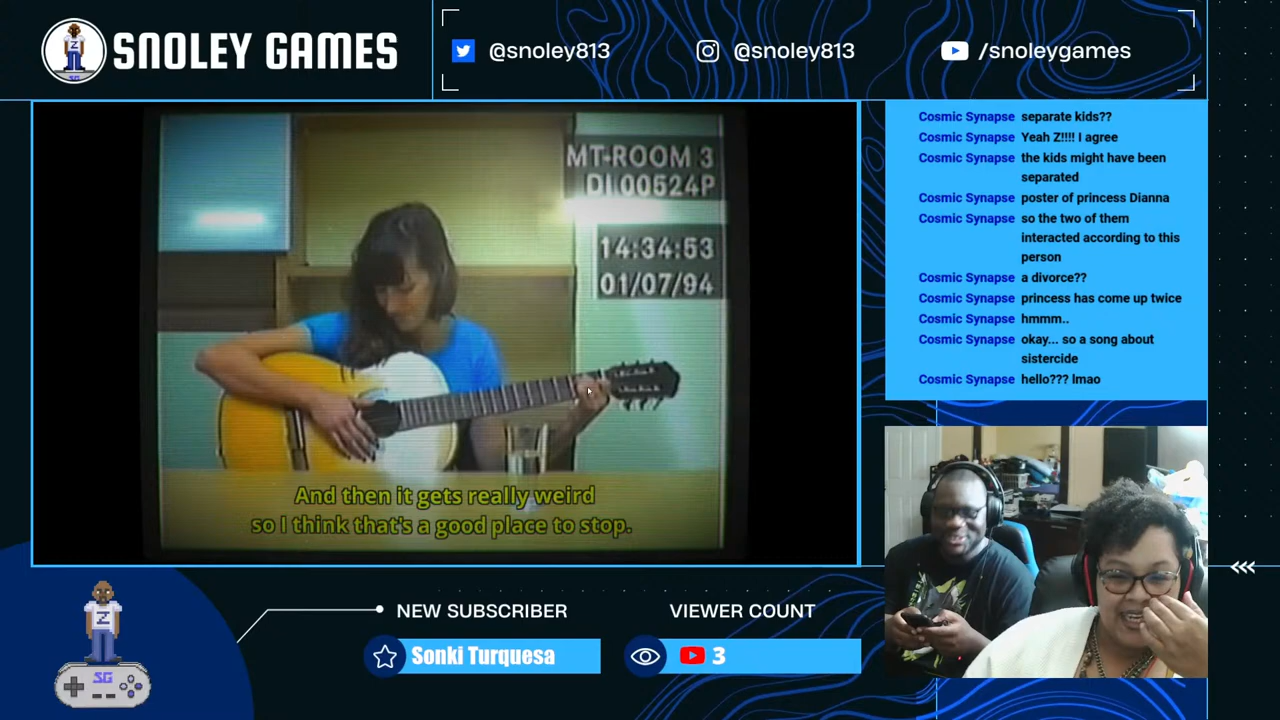 SNOLEY GAMES
@snoley813
@snoley813
/snoleygames
MT-ROOM 3
DI 00524P
14:34:53
01/07/94
And then it gets really weird
so I think that's a good place to stop.
Cosmic Synapse separate kids??
Cosmic Synapse Yeah Z!!!! I agree
Cosmic Synapse the kids might have been
separated
Cosmic Synapse poster of princess Dianna
Cosmic Synapse so the two of them
interacted according to this
person
Cosmic Synapse a divorce??
Cosmic Synapse princess has come up twice
Cosmic Synapse hmmm..
Cosmic Synapse okay... so a song about
sistercide
Cosmic Synapse hello??? lmao
NEW SUBSCRIBER
Sonki Turquesa
VIEWER COUNT
3
Z
SG
Z
SG